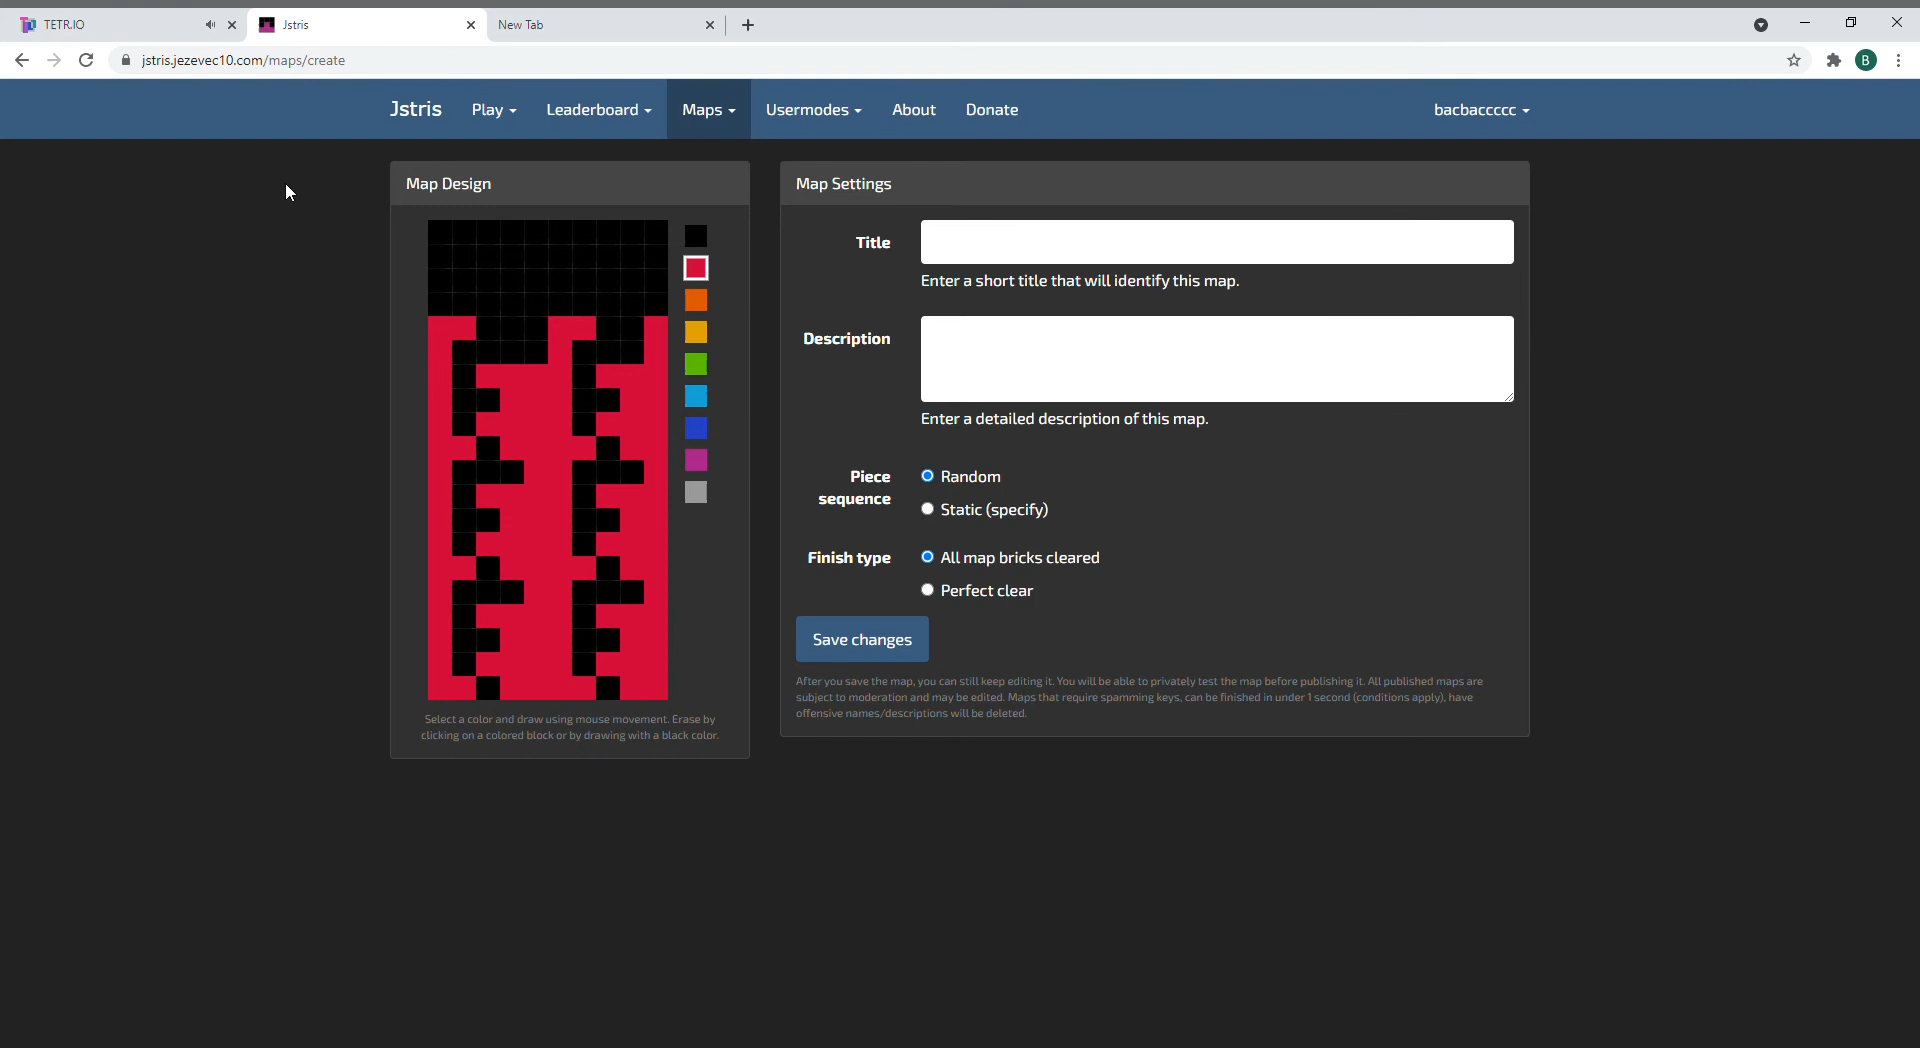 TETR.IO
Jstris
New Tab
jstris.jezevec10.com/maps/create
B
Jstris
Play
Leaderboard
Maps
Usermodes
About
Donate
bacbaccccc
Map Design
Select a color and draw using mouse movement. Erase by
clicking on a colored block or by drawing with a black color.
Map Settings
Title
Enter a short title that will identify this map.
Description
Enter a detailed description of this map.
Piece
sequence
Random
Static (specify)
Finish type
All map bricks cleared
Perfect clear
Save changes
After you save the map, you can still keep editing it. You will be able to privately test the map before publishing it. All published maps are
subject to moderation and may be edited. Maps that require spamming keys, can be finished in under 1 second (conditions apply), have
offensive names/descriptions will be deleted.